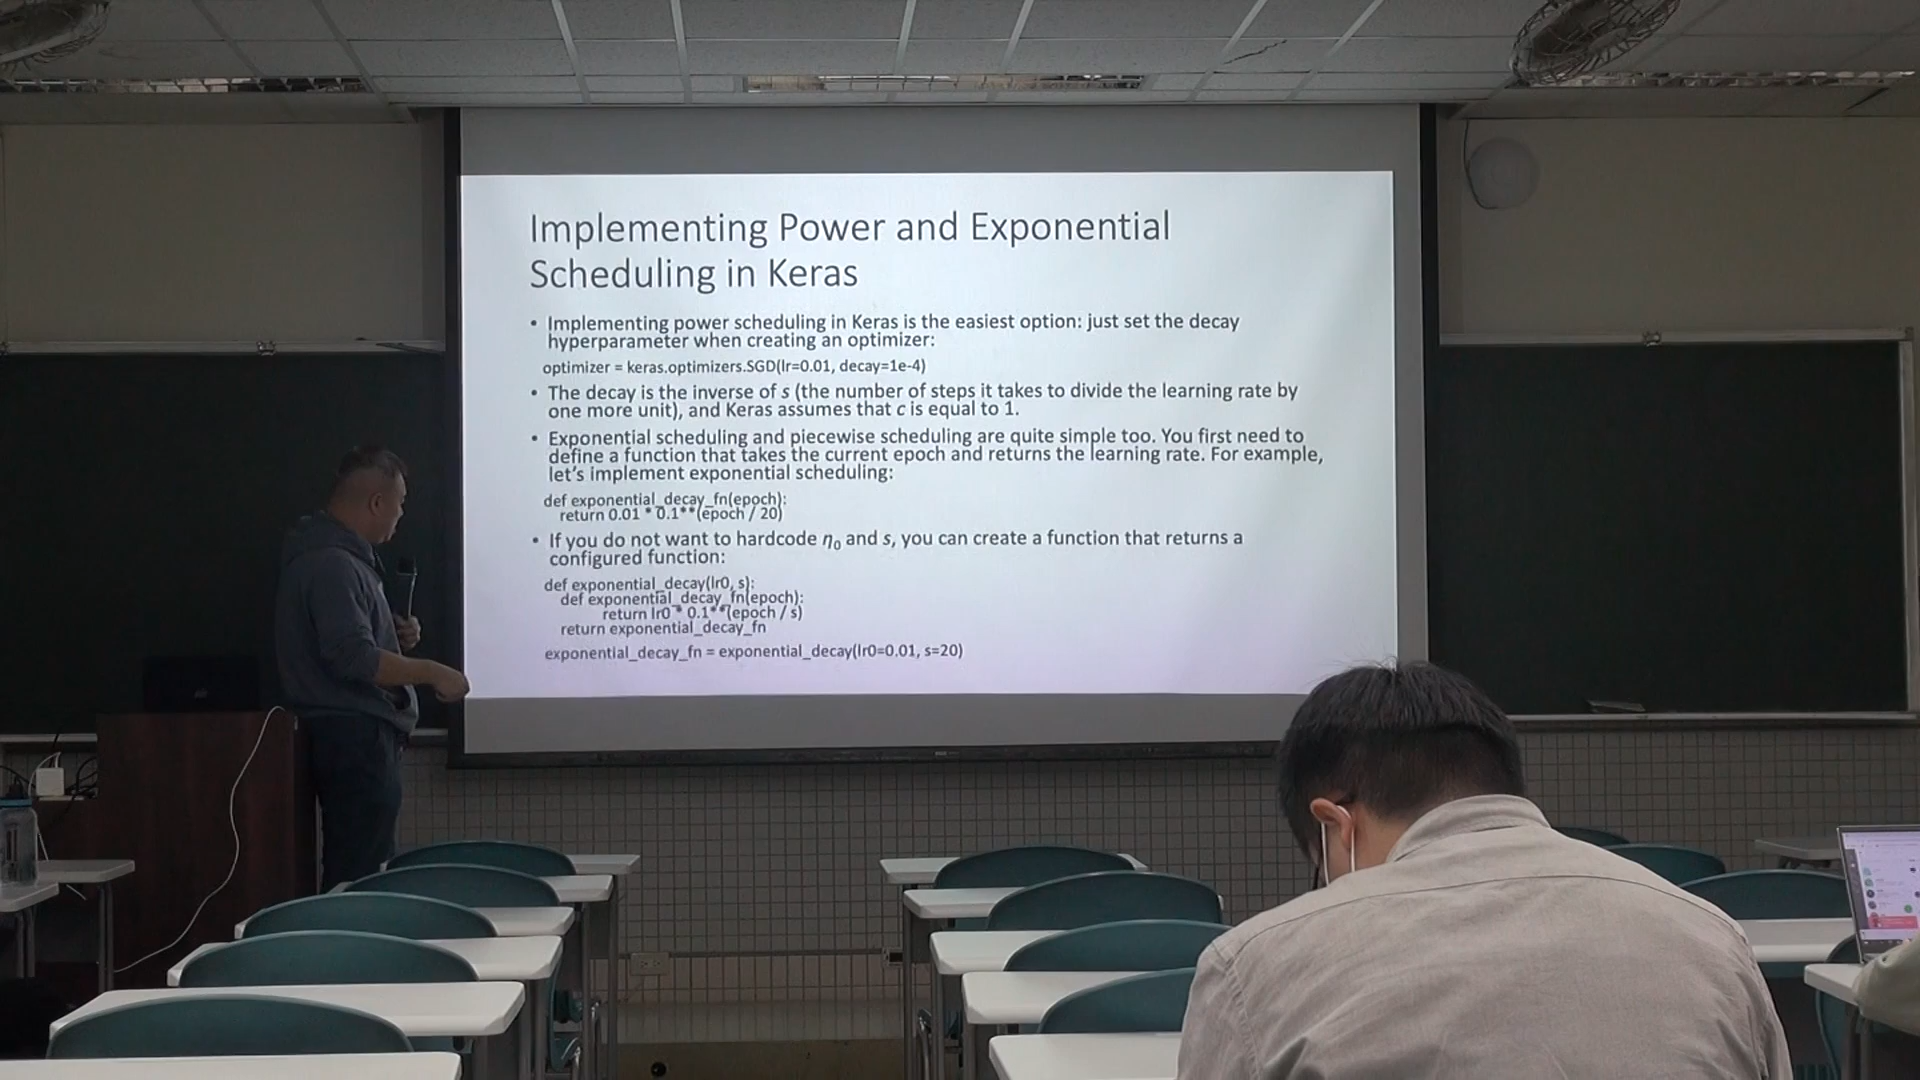 Implementing Power and Exponential
Scheduling in Keras
• Implementing power scheduling in Keras is the easiest option: just set the decay
hyperparameter when creating an optimizer:
optimizer = keras.optimizers.SGD(lr=0.01, decay=1e-4)
• The decay is the inverse of s (the number of steps it takes to divide the learning rate by
one more unit), and Keras assumes that c is equal to 1.
• Exponential scheduling and piecewise scheduling are quite simple too. You first need to
define a function that takes the current epoch and returns the learning rate. For example,
let's implement exponential scheduling:
def exponential_decay_fn(epoch):
return 0.01 * 0.1**(epoch / 20)
• If you do not want to hardcode η₀ and s, you can create a function that returns a
configured function:
def exponential_decay(lr0, s):
def exponential_decay_fn(epoch):
return lr0 * 0.1**(epoch / s)
return exponential_decay_fn
exponential_decay_fn = exponential_decay(lr0=0.01, s=20)